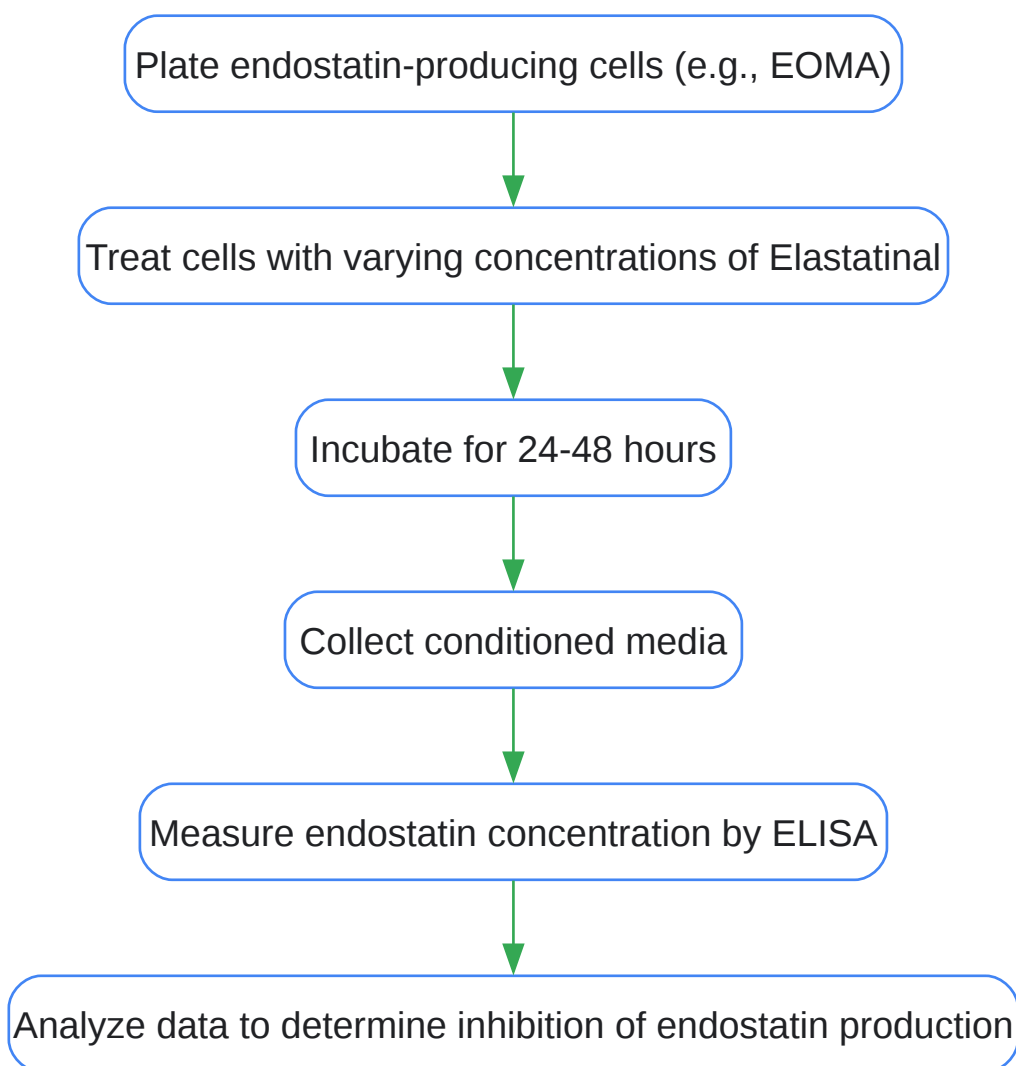 Plate endostatin-producing cells (e.g., EOMA)
Treat cells with varying concentrations of Elastatinal
Incubate for 24-48 hours
Collect conditioned media
Measure endostatin concentration by ELISA
Analyze data to determine inhibition of endostatin production